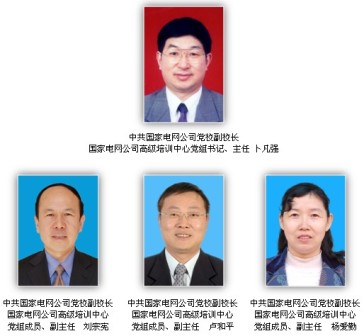 中共国家电网公司党校副校长
国家电网公司高级培训中心党组书记、主任 卜凡强
中共国家电网公司党校副校长
国家电网公司高级培训中心
党组成员、副主任 刘宗宪
中共国家电网公司党校副校长
国家电网公司高级培训中心
党组成员、副主任 卢和平
中共国家电网公司党校副校长
国家电网公司高级培训中心
党组成员、副主任 杨爱勤